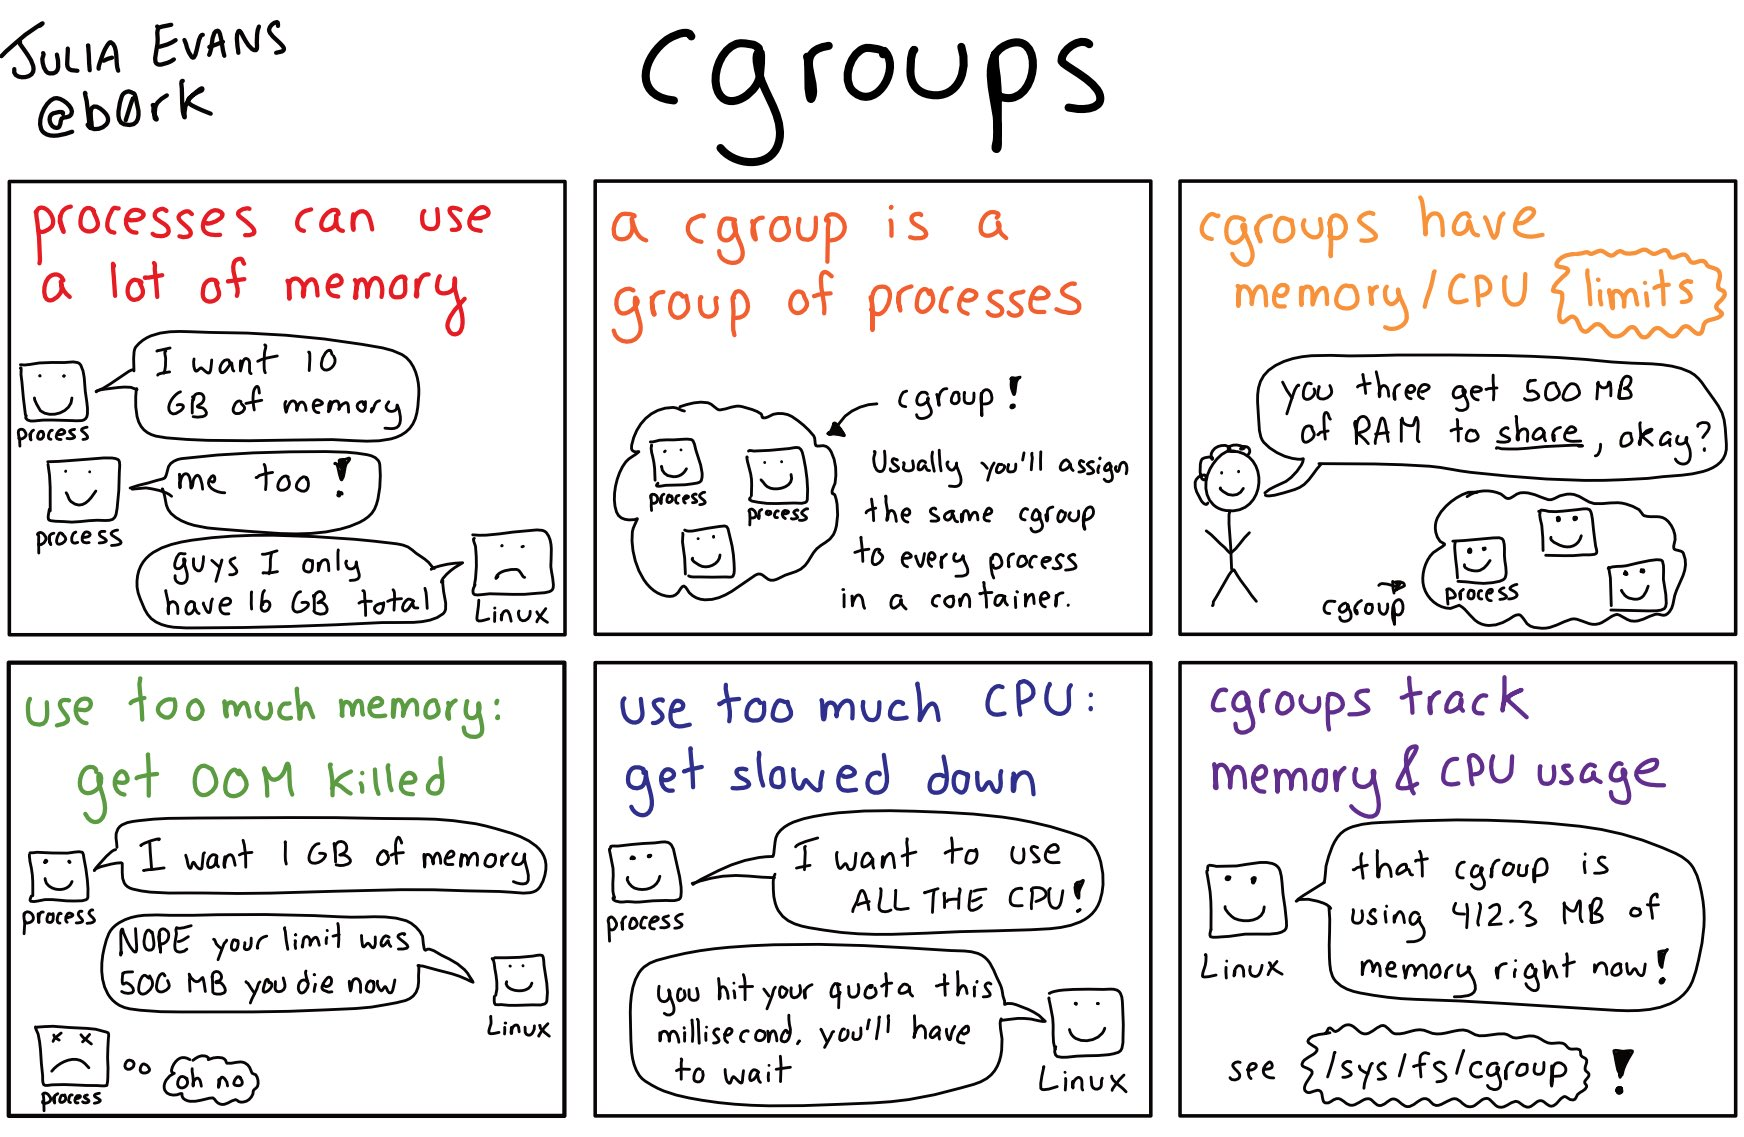 JULIA EVANS
@b0rk
cgroups
processes can use
a lot of memory
I want 10
GB of memory
process
me too!
process
guys I only
have 16 GB total
Linux
a cgroup is a
group of processes
cgroup!
process
process
Usually you'll assign
the same cgroup
to every process
in a container.
cgroups have
memory/CPU limits
you three get 500 MB
of RAM to share, okay?
process
cgroup
use too much memory:
get OOM killed
I want 1 GB of memory
process
NOPE your limit was
500 MB you die now
Linux
oh no
process
use too much CPU:
get slowed down
I want to use
ALL THE CPU!
process
you hit your quota this
millisecond, you'll have
to wait
Linux
cgroups track
memory & CPU usage
that cgroup is
using 412.3 MB of
memory right now!
Linux
see /sys/fs/cgroup !